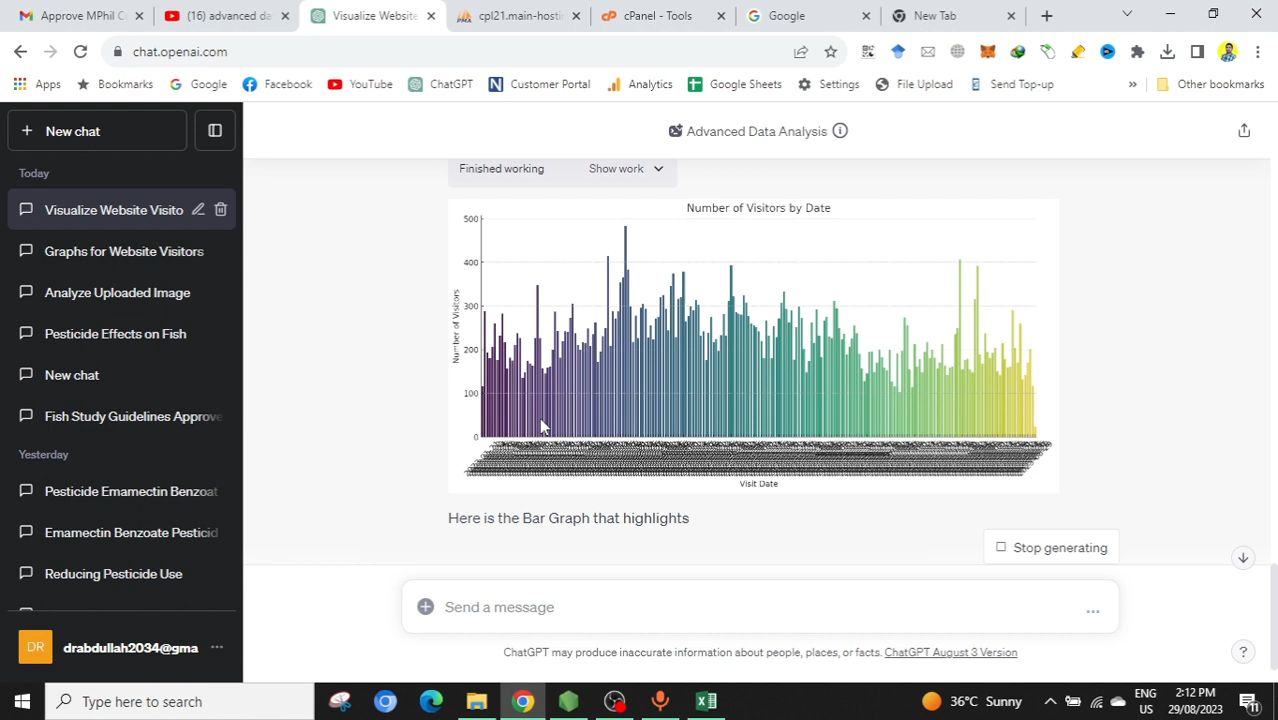 Approve MPhil C
(16) advanced da
Visualize Website
cpl21.main-hosti
cPanel - Tools
Google
New Tab
chat.openai.com
Apps
Bookmarks
Google
Facebook
YouTube
ChatGPT
Customer Portal
Analytics
Google Sheets
Settings
File Upload
Send Top-up
»
Other bookmarks
+ New chat
Advanced Data Analysis
Today
Finished working
Show work
Visualize Website Visito
Graphs for Website Visitors
Analyze Uploaded Image
Pesticide Effects on Fish
New chat
Fish Study Guidelines Approve
Yesterday
Pesticide Emamectin Benzoat
Emamectin Benzoate Pesticid
Reducing Pesticide Use
Number of Visitors by Date
500
400
300
200
100
0
Number of Visitors
Visit Date
Here is the Bar Graph that highlights
Stop generating
Send a message
...
ChatGPT may produce inaccurate information about people, places, or facts. ChatGPT August 3 Version
?
DR
drabdullah2034@gma
...
Type here to search
36°C Sunny
ENG
US
2:12 PM
29/08/2023
11